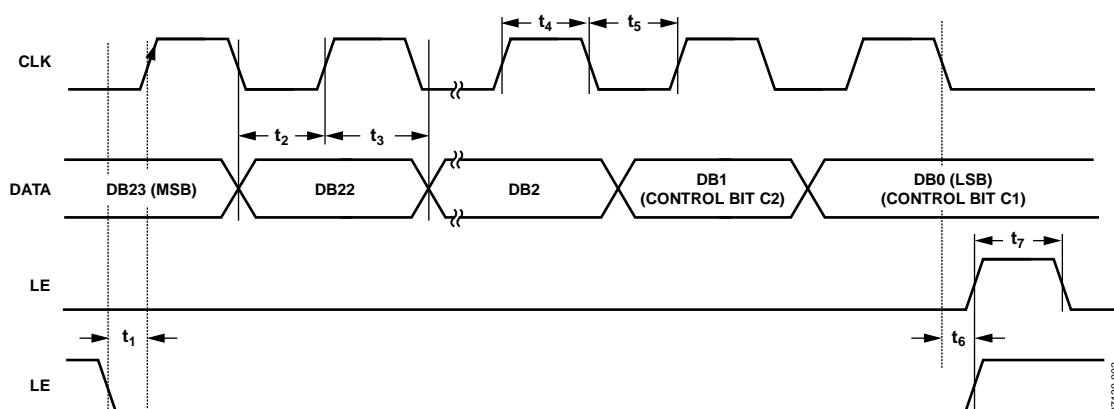 t4
t5
CLK
t2
t3
DATA
DB23 (MSB)
DB22
DB2
DB1
(CONTROL BIT C2)
DB0 (LSB)
(CONTROL BIT C1)
t7
LE
t1
t6
LE